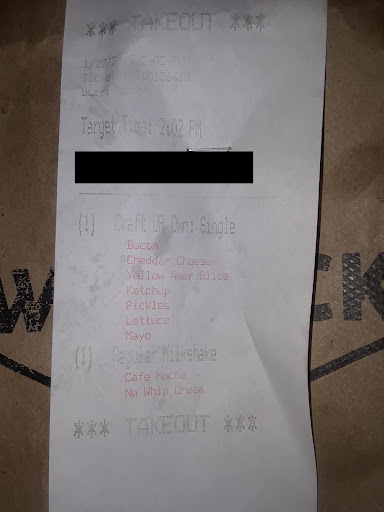 *** TAKEOUT ***
Target Time: 2:02 PM
(1) Craft UR Own: Single
Bacon
Cheddar Cheese
Yellow Amer Slice
Ketchup
Pickles
Lettuce
Mayo
(1) Regular Milkshake
Cafe Mocha
No Whip Cream
*** TAKEOUT ***